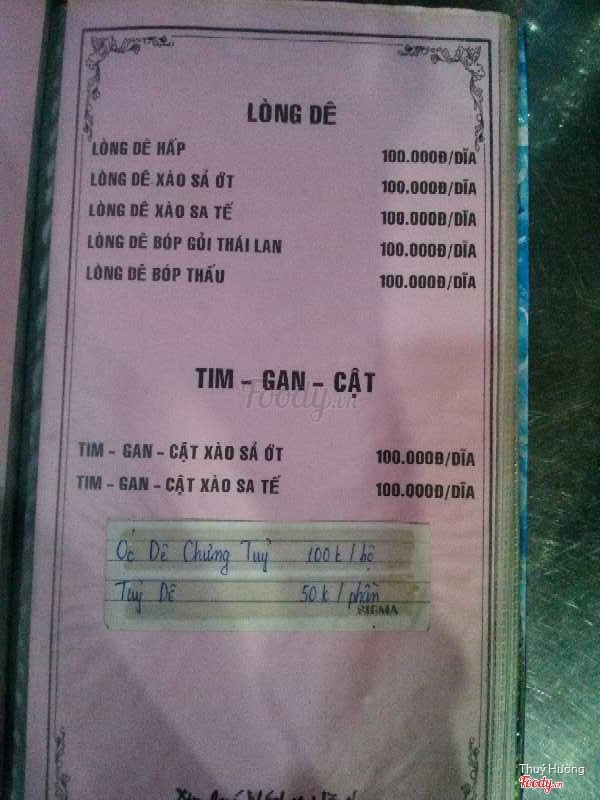 LÒNG DÊ
LÒNG DÊ HẤP 100.000Đ/DĨA
LÒNG DÊ XÀO SẢ ỚT 100.000Đ/DĨA
LÒNG DÊ XÀO SA TẾ 100.000Đ/DĨA
LÒNG DÊ BÓP GỎI THÁI LAN 100.000Đ/DĨA
LÒNG DÊ BÓP THẤU 100.000Đ/DĨA
TIM - GAN - CẬT
Foody.vn
TIM - GAN - CẬT XÀO SẢ ỚT 100.000Đ/DĨA
TIM - GAN - CẬT XÀO SA TẾ 100.000Đ/DĨA
Óc Dê Chưng Tuỷ 100k/bộ
Tuỷ Dê 50k/phần
SIGMA
Thuý Hường
Foody.vn